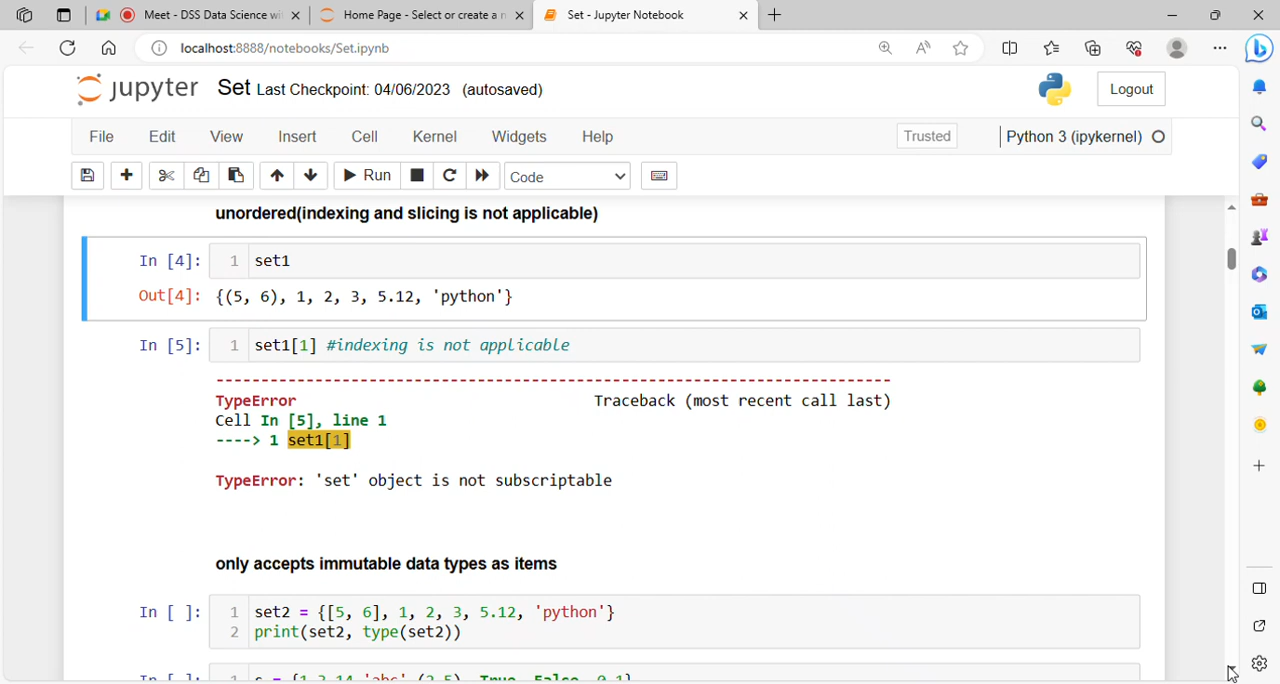 Meet - DSS Data Science wi
Home Page - Select or create a n
Set - Jupyter Notebook
localhost:8888/notebooks/Set.ipynb
jupyter Set Last Checkpoint: 04/06/2023 (autosaved)
Logout
File Edit View Insert Cell Kernel Widgets Help
Trusted Python 3 (ipykernel)
Run Code
unordered(indexing and slicing is not applicable)
In [4]: 1 set1
Out[4]: {(5, 6), 1, 2, 3, 5.12, 'python'}
In [5]: 1 set1[1] #indexing is not applicable
---------------------------------------------------------------------------
TypeError Traceback (most recent call last)
Cell In [5], line 1
----> 1 set1[1]
TypeError: 'set' object is not subscriptable
only accepts immutable data types as items
In [ ]: 1 set2 = {[5, 6], 1, 2, 3, 5.12, 'python'}
2 print(set2, type(set2))